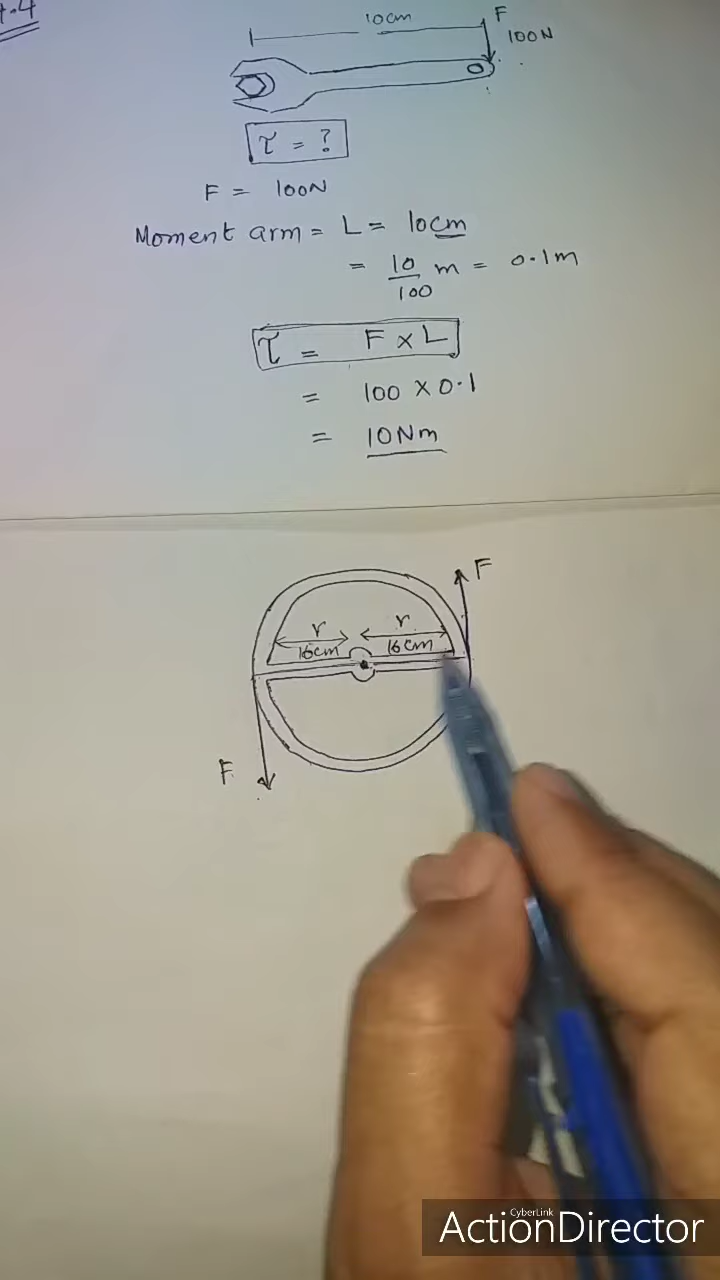 10cm
F
100N
τ = ?
F = 100N
Moment arm = L = 10cm
= 10/100 m = 0.1m
τ = F × L
= 100 × 0.1
= 10Nm
F
r r
16cm 16cm
F
CyberLink
ActionDirector